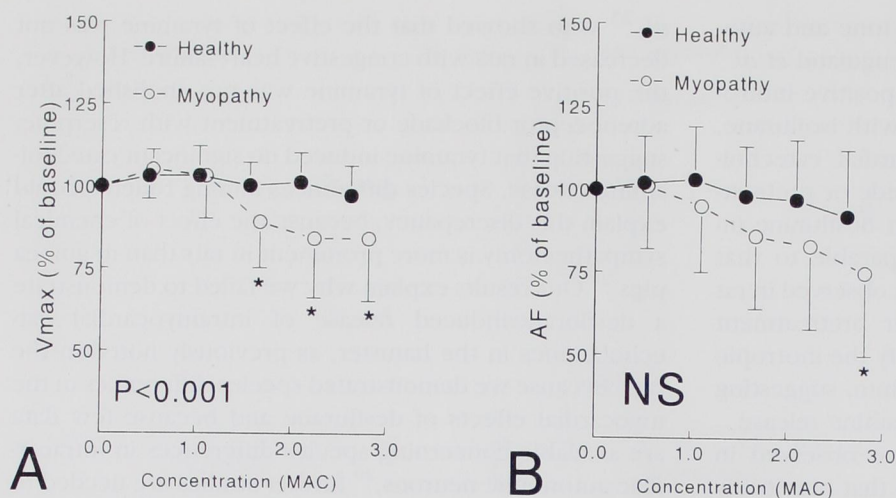 150
Healthy
Myopathy
125
100
75
50
Vmax (% of baseline)
*
*
*
P<0.001
0.0
1.0
2.0
3.0
Concentration (MAC)
A
150
Healthy
Myopathy
125
100
75
50
AF (% of baseline)
*
NS
0.0
1.0
2.0
3.0
Concentration (MAC)
B